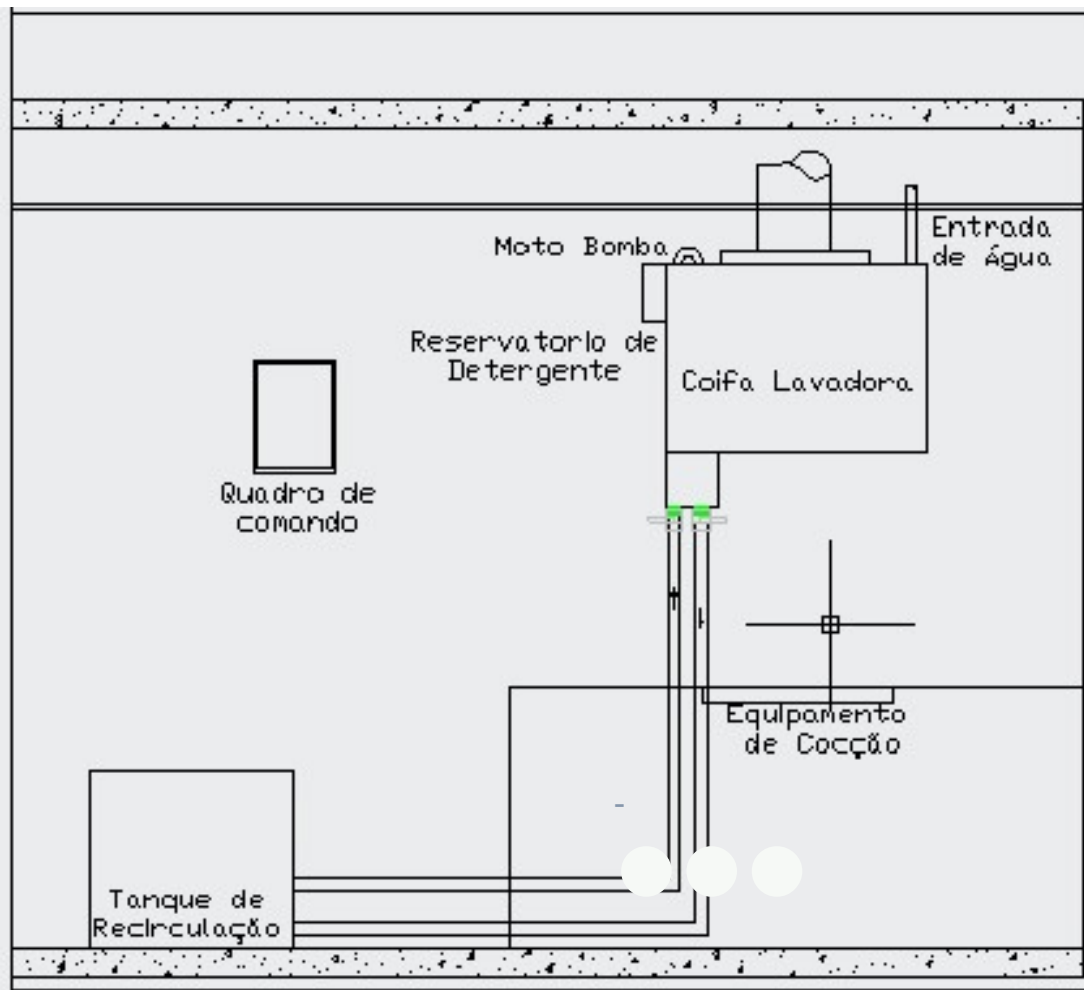 Moto Bomba
Entrada
de Água
Reservatorio de
Detergente
Coifa Lavadora
Quadro de
comando
Equipamento
de Cocção
Tanque de
Recirculação